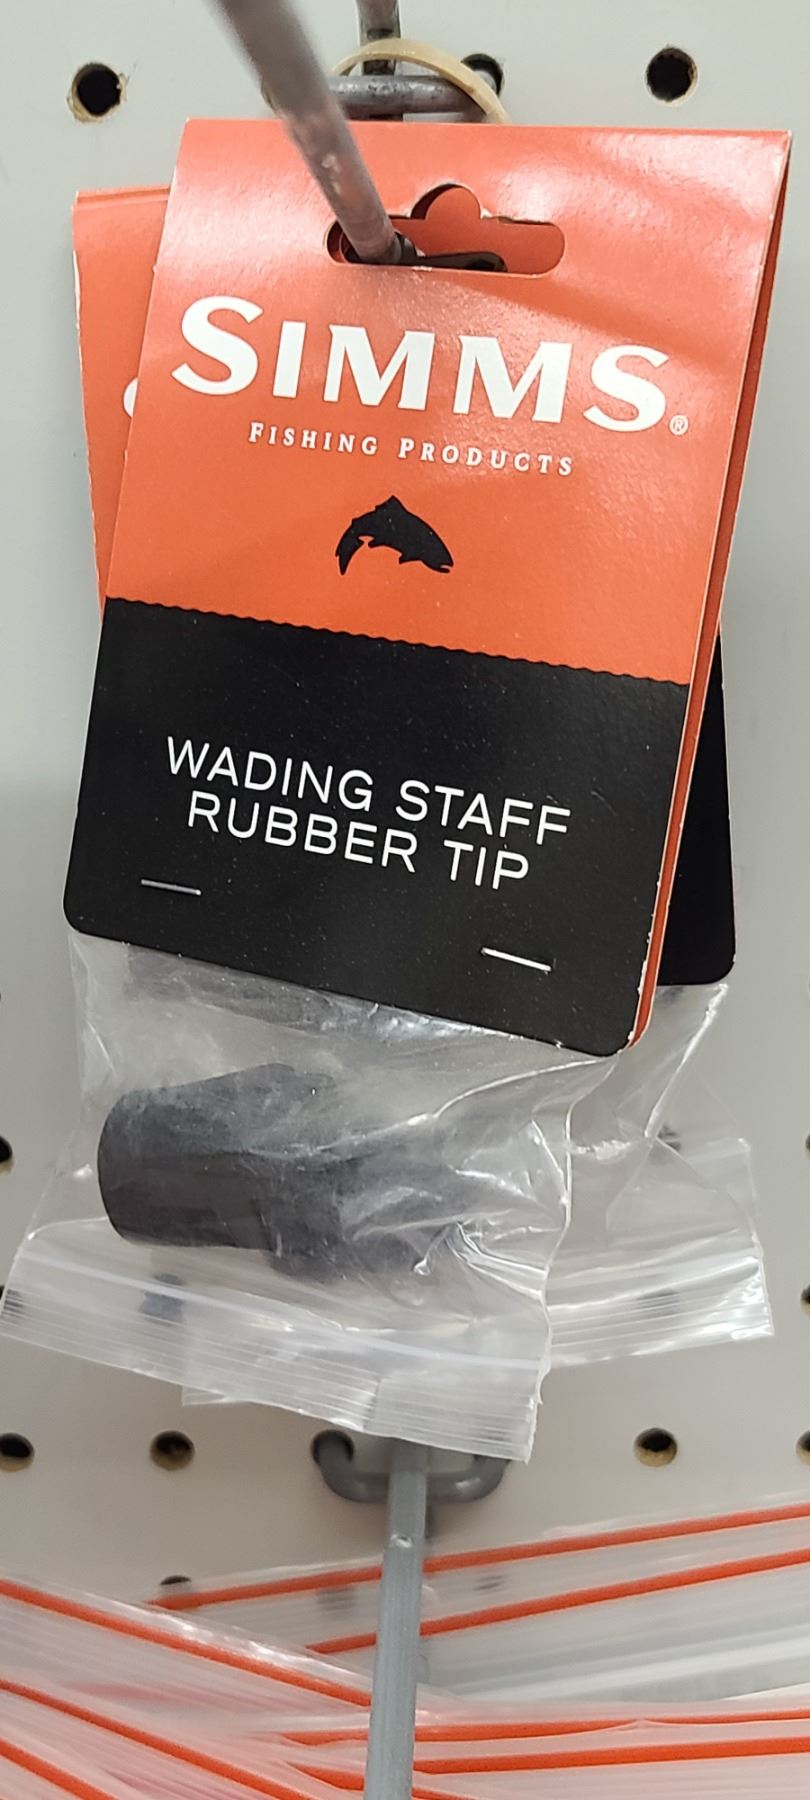 SIMMS®
FISHING PRODUCTS
WADING STAFF
RUBBER TIP